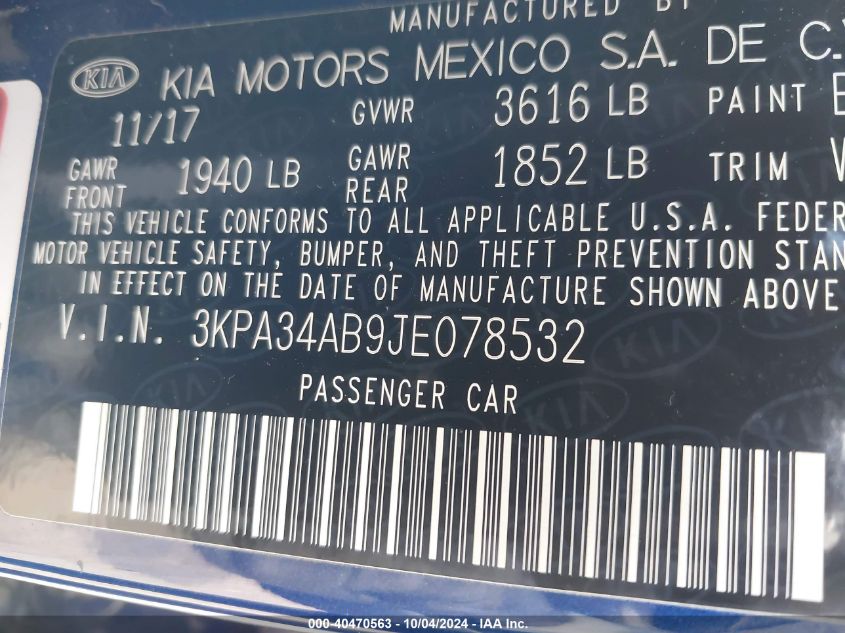 MANUFACTURED BY
KIA KIA MOTORS MEXICO S.A. DE C.V
11/17 GVWR 3616 LB PAINT
GAWR FRONT 1940 LB GAWR REAR 1852 LB TRIM
THIS VEHICLE CONFORMS TO ALL APPLICABLE U.S.A. FEDER
MOTOR VEHICLE SAFETY, BUMPER, AND THEFT PREVENTION STAN
IN EFFECT ON THE DATE OF MANUFACTURE SHOWN ABOVE
V.I.N. 3KPA34AB9JE078532
PASSENGER CAR
000-40470563 - 10/04/2024 - IAA Inc.